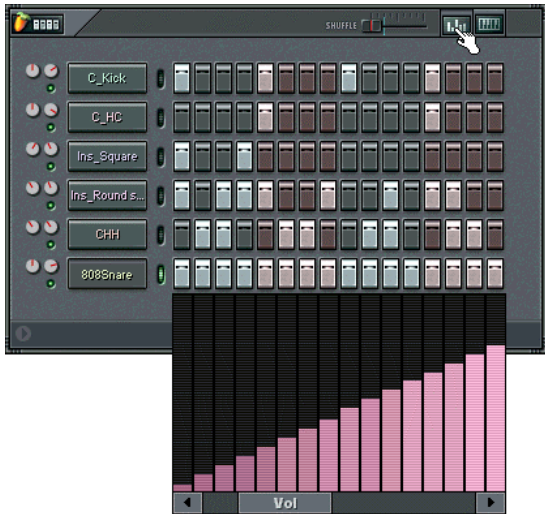 SHUFFLE
C_Kick
C_HC
Ins_Square
Ins_Round s...
CHH
808Snare
Vol